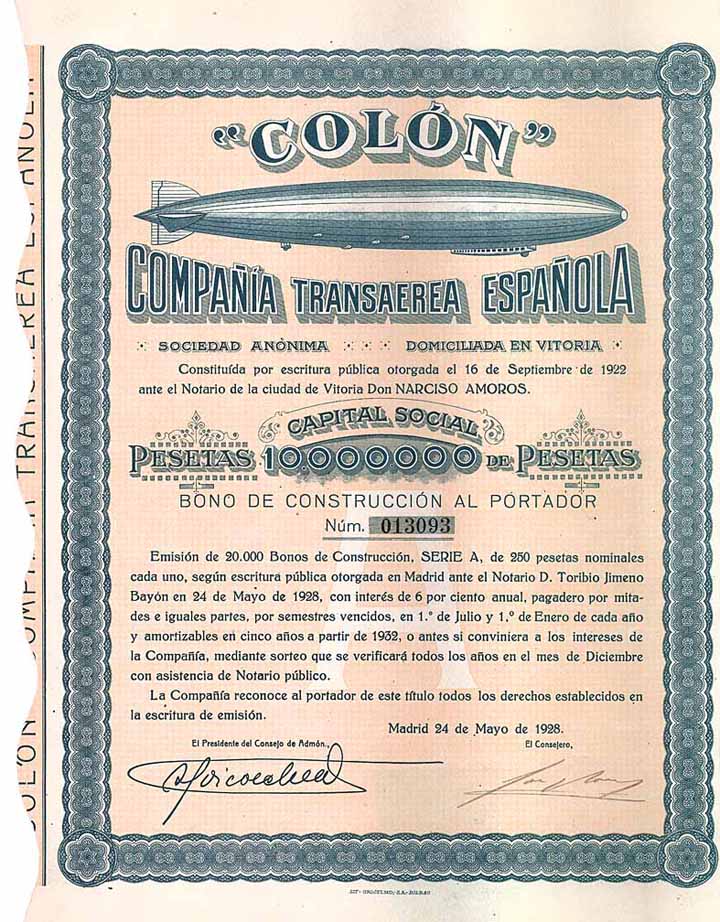 "COLÓN"
COMPAÑÍA TRANSAEREA ESPAÑOLA
SOCIEDAD ANÓNIMA DOMICILIADA EN VITORIA
Constituída por escritura pública otorgada el 16 de Septiembre de 1922
ante el Notario de la ciudad de Vitoria Don NARCISO AMOROS.
CAPITAL SOCIAL
PESETAS 10.000000 DE PESETAS
BONO DE CONSTRUCCIÓN AL PORTADOR
Núm. 013093
Emisión de 20.000 Bonos de Construcción, SERIE A, de 250 pesetas nominales
cada uno, según escritura pública otorgada en Madrid ante el Notario D. Toribio Jimeno
Bayón en 24 de Mayo de 1928, con interés de 6 por ciento anual, pagadero por mita-
des e iguales partes, por semestres vencidos, en 1.º de Julio y 1.º de Enero de cada año
y amortizables en cinco años a partir de 1932, o antes si conviniera a los intereses de
la Compañía, mediante sorteo que se verificará todos los años en el mes de Diciembre
con asistencia de Notario público.
La Compañía reconoce al portador de este título todos los derechos establecidos en
la escritura de emisión.
Madrid 24 de Mayo de 1928.
El Presidente del Consejo de Admón.,
El Consejero,
A
COLÓN COMPAÑIA TRANSAEREA ESPAÑOLA